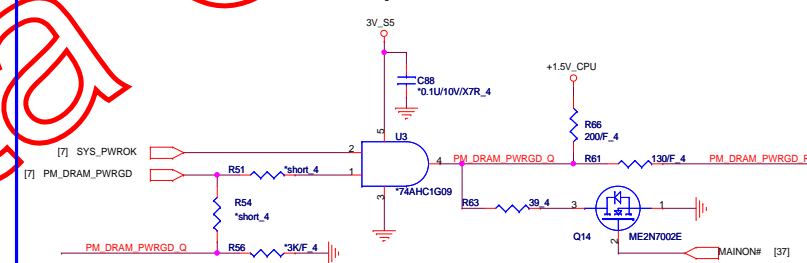 3V_S5
C88
*0.1U/10V/X7R_4
+1.5V_CPU
R66
200/F_4
5
U3
[7] SYS_PWROK
2
4
PM_DRAM_PWRGD_Q
R61
130/F_4
PM_DRAM_PWRGD_R
[7] PM_DRAM_PWRGD
R51
*short_4
1
*74AHC1G09
3
R54
*short_4
R63
39_4
3
1
Q14
ME2N7002E
2
PM_DRAM_PWRGD_Q
R56
*3K/F_4
MAINON# [37]